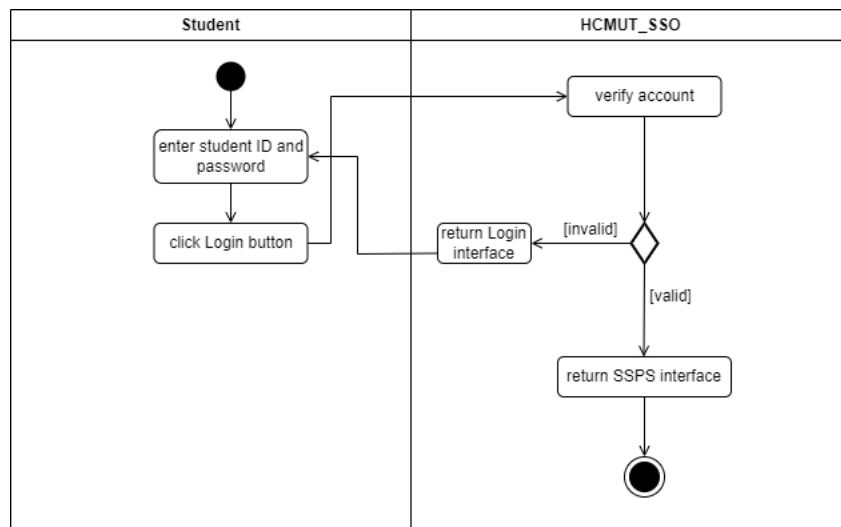 Student
HCMUT_SSO
verify account
enter student ID and
password
click Login button
return Login
interface
[invalid]
[valid]
return SSPS interface